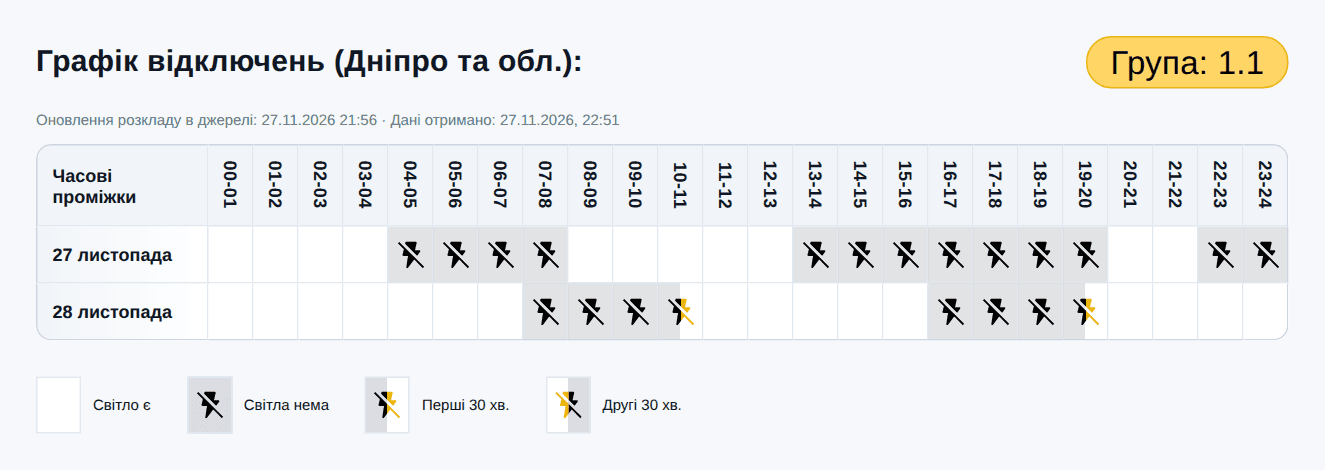 Графік відключень (Дніпро та обл.):
Група: 1.1
Оновлення розкладу в джерелі: 27.11.2026 21:56 · Дані отримано: 27.11.2026, 22:51
Часові
проміжки
00-01
01-02
02-03
03-04
04-05
05-06
06-07
07-08
08-09
09-10
10-11
11-12
12-13
13-14
14-15
15-16
16-17
17-18
18-19
19-20
20-21
21-22
22-23
23-24
27 листопада
28 листопада
Світло є
Світла нема
Перші 30 хв.
Другі 30 хв.